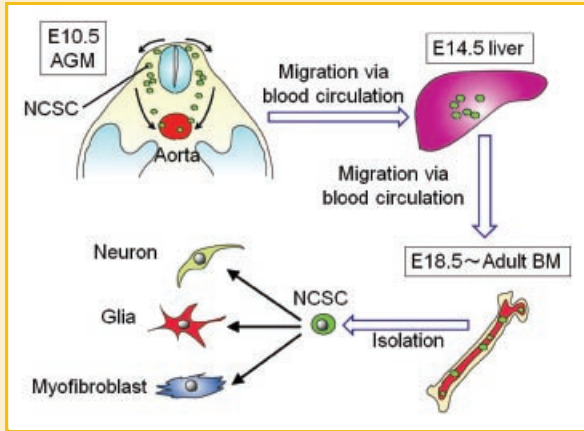 E10.5
AGM
NCSC
Aorta
Migration via
blood circulation
E14.5 liver
Migration via
blood circulation
E18.5～Adult BM
Isolation
NCSC
Neuron
Glia
Myofibroblast